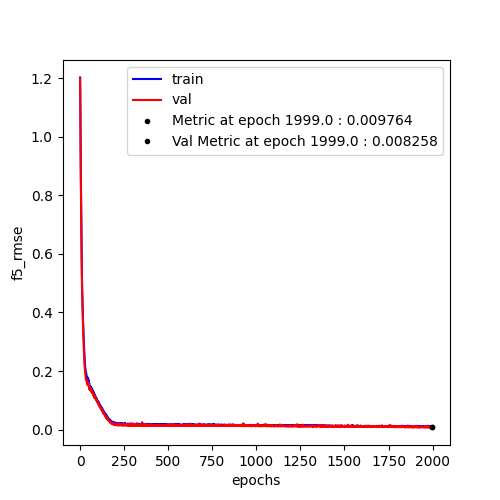 train
val
Metric at epoch 1999.0 : 0.009764
Val Metric at epoch 1999.0 : 0.008258
f5_rmse
1.2
1.0
0.8
0.6
0.4
0.2
0.0
0 250 500 750 1000 1250 1500 1750 2000
epochs